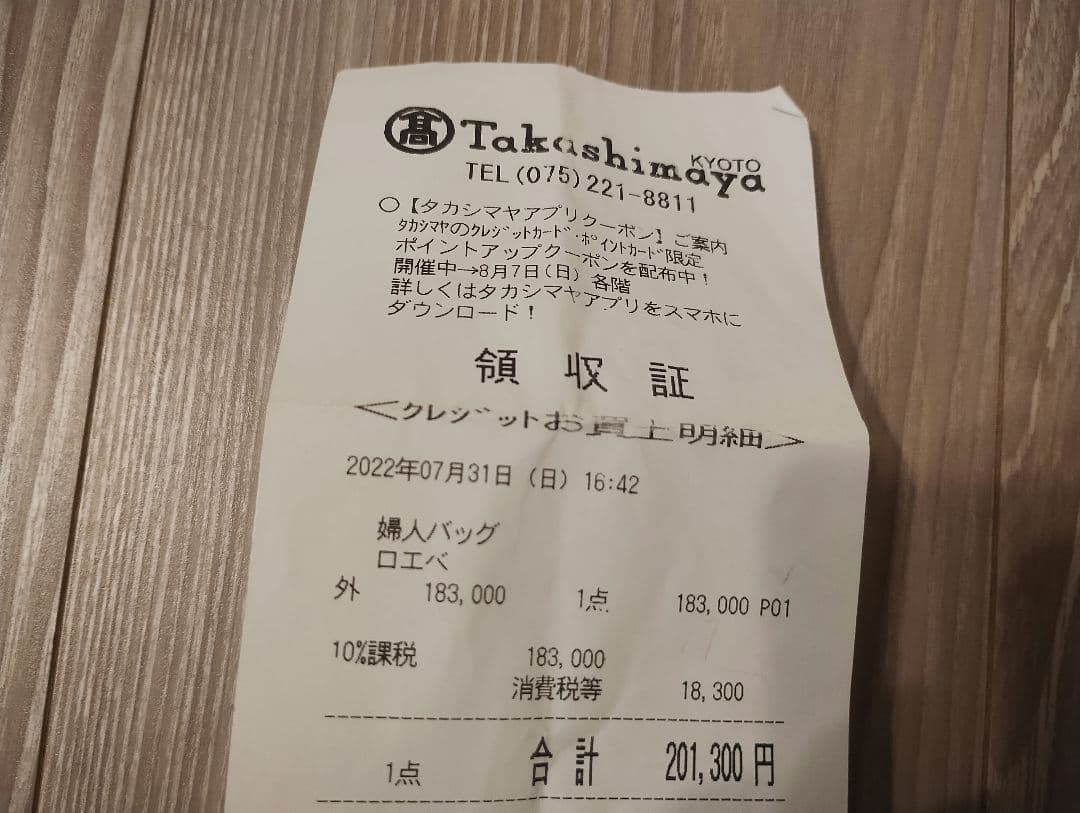 髙 Takashimaya
KYOTO
TEL(075)221-8811
○【タカシマヤアプリクーポン】ご案内
タカシマヤのクレジットカード・ポイントカード限定
ポイントアップクーポンを配布中！
開催中→8月7日(日) 各階
詳しくはタカシマヤアプリをスマホに
ダウンロード！
領収証
＜クレジットお買上明細＞
2022年07月31日（日）16:42
婦人バッグ
ロエベ
外 183,000 1点 183,000 P01
10%課税 183,000
消費税等 18,300
1点 合計 201,300円